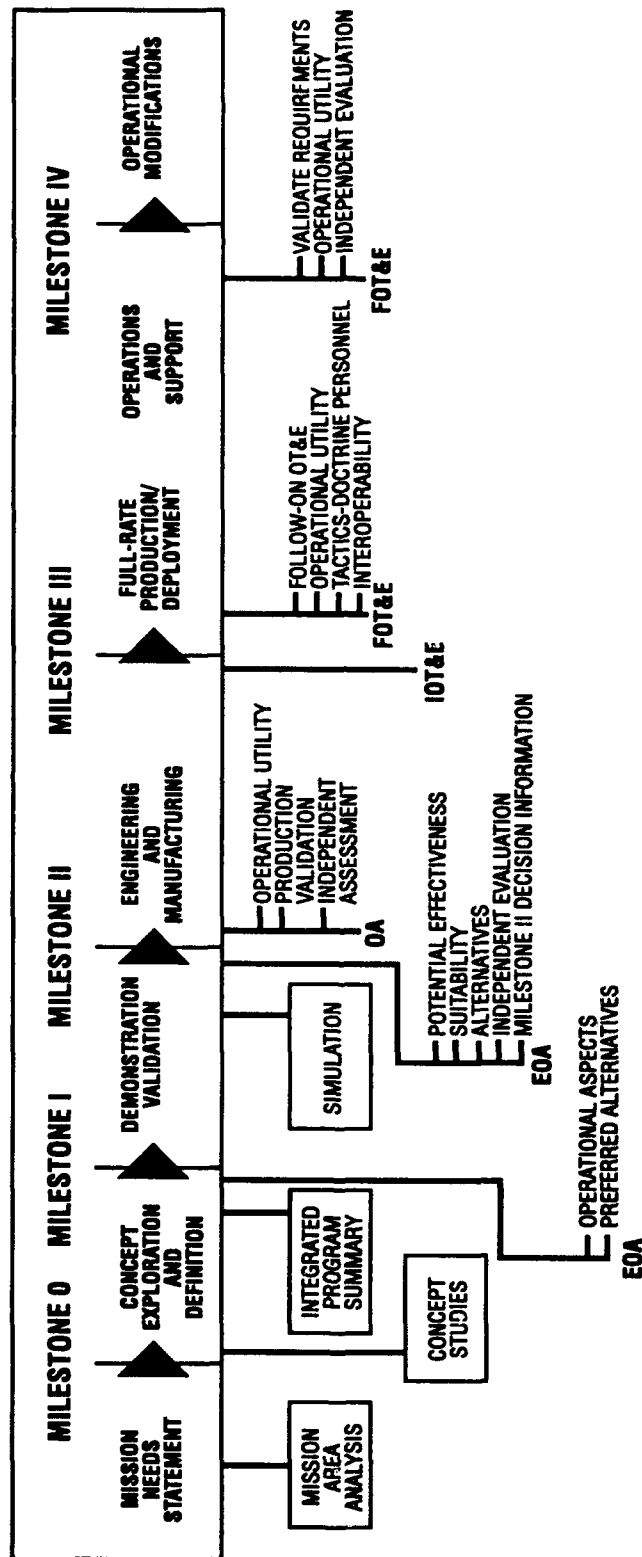 MILESTONE 0
MILESTONE I
MILESTONE II
MILESTONE III
MILESTONE IV
MISSION
NEEDS
STATEMENT
CONCEPT
EXPLORATION
AND
DEFINITION
DEMONSTRATION
VALIDATION
ENGINEERING
AND
MANUFACTURING
FULL-RATE
PRODUCTION/
DEPLOYMENT
OPERATIONS
AND
SUPPORT
OPERATIONAL
MODIFICATIONS
MISSION
AREA
ANALYSIS
CONCEPT
STUDIES
INTEGRATED
PROGRAM
SUMMARY
OPERATIONAL ASPECTS
PREFERRED ALTERNATIVES
EOA
SIMULATION
POTENTIAL EFFECTIVENESS
SUITABILITY
ALTERNATIVES
INDEPENDENT EVALUATION
MILESTONE II DECISION INFORMATION
EOA
OPERATIONAL UTILITY
PRODUCTION
VALIDATION
INDEPENDENT
ASSESSMENT
OA
IOT&E
FOLLOW-ON OT&E
OPERATIONAL UTILITY
TACTICS-DOCTRINE PERSONNEL
INTEROPERABILITY
FOT&E
VALIDATE REQUIREMENTS
OPERATIONAL UTILITY
INDEPENDENT EVALUATION
FOT&E